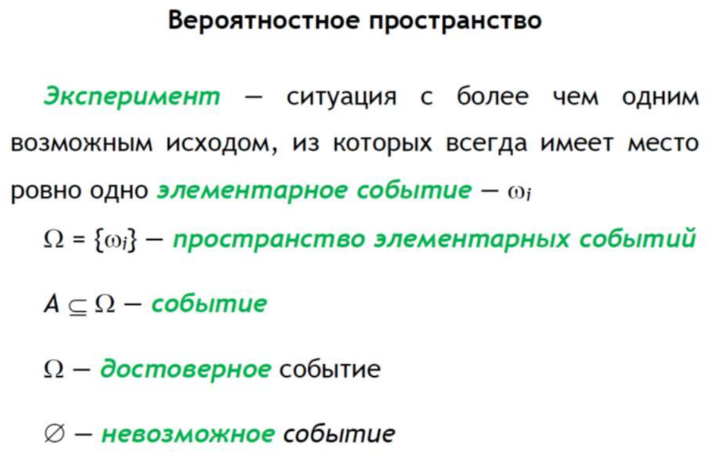 Вероятностное пространство
Эксперимент — ситуация с более чем одним
возможным исходом, из которых всегда имеет место
ровно одно элементарное событие — ωᵢ
Ω = {ωᵢ} — пространство элементарных событий
A ⊆ Ω — событие
Ω — достоверное событие
∅ — невозможное событие